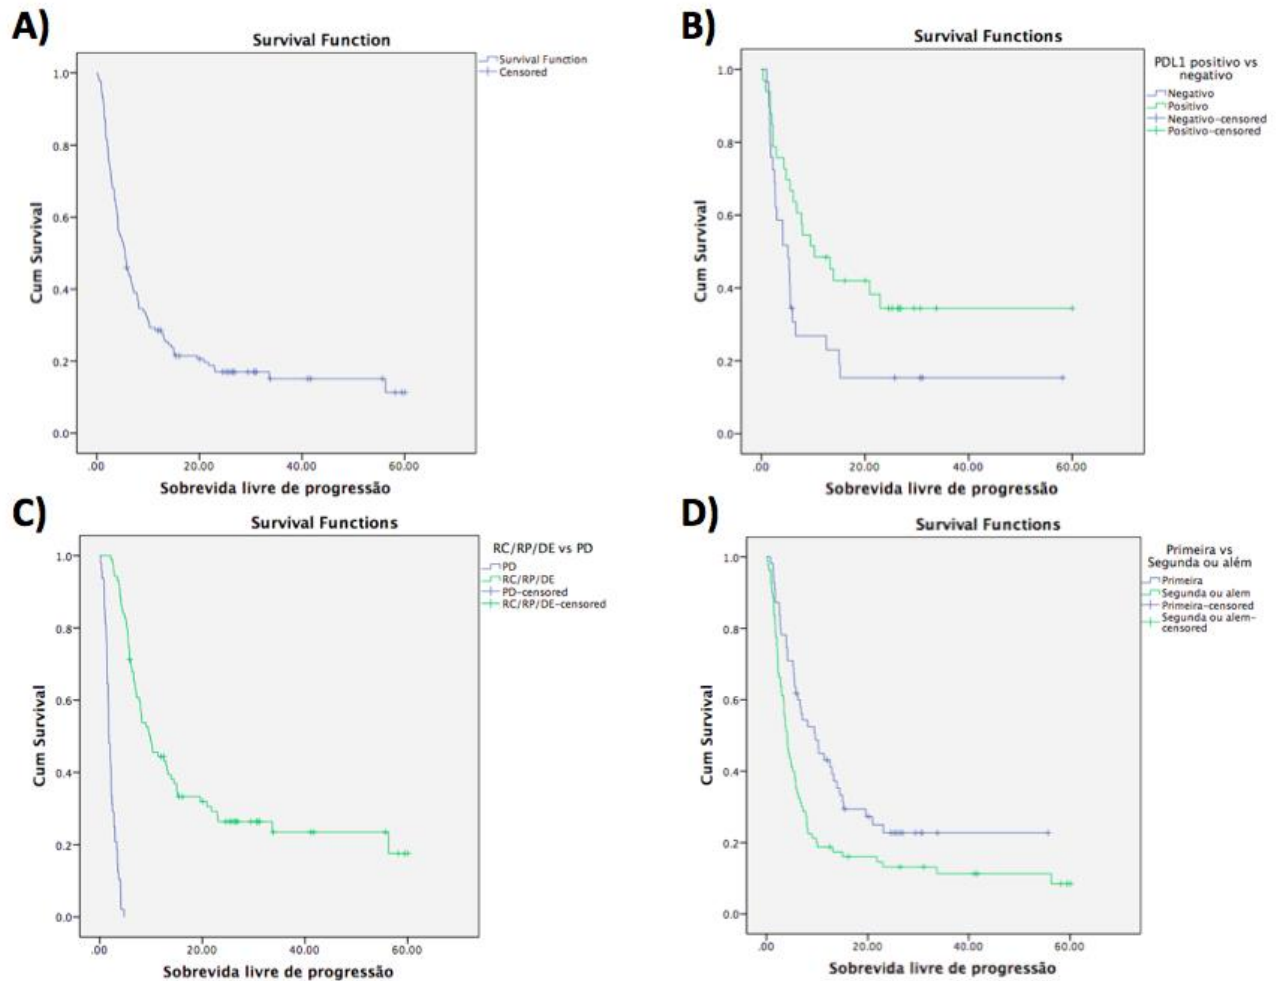 A)
Survival Function
Survival Function
Censored
Cum Survival
1.0
0.8
0.6
0.4
0.2
0.0
.00 20.00 40.00 60.00
Sobrevida livre de progressão
B)
Survival Functions
PDL1 positivo vs
negativo
Negativo
Positivo
Negativo-censored
Positivo-censored
Cum Survival
1.0
0.8
0.6
0.4
0.2
0.0
.00 20.00 40.00 60.00
Sobrevida livre de progressão
C)
Survival Functions
RC/RP/DE vs PD
PD
RC/RP/DE
PD-censored
RC/RP/DE-censored
Cum Survival
1.0
0.8
0.6
0.4
0.2
0.0
.00 20.00 40.00 60.00
Sobrevida livre de progressão
D)
Survival Functions
Primeira vs
Segunda ou além
Primeira
Segunda ou alem
Primeira-censored
Segunda ou alem-
censored
Cum Survival
1.0
0.8
0.6
0.4
0.2
0.0
.00 20.00 40.00 60.00
Sobrevida livre de progressão